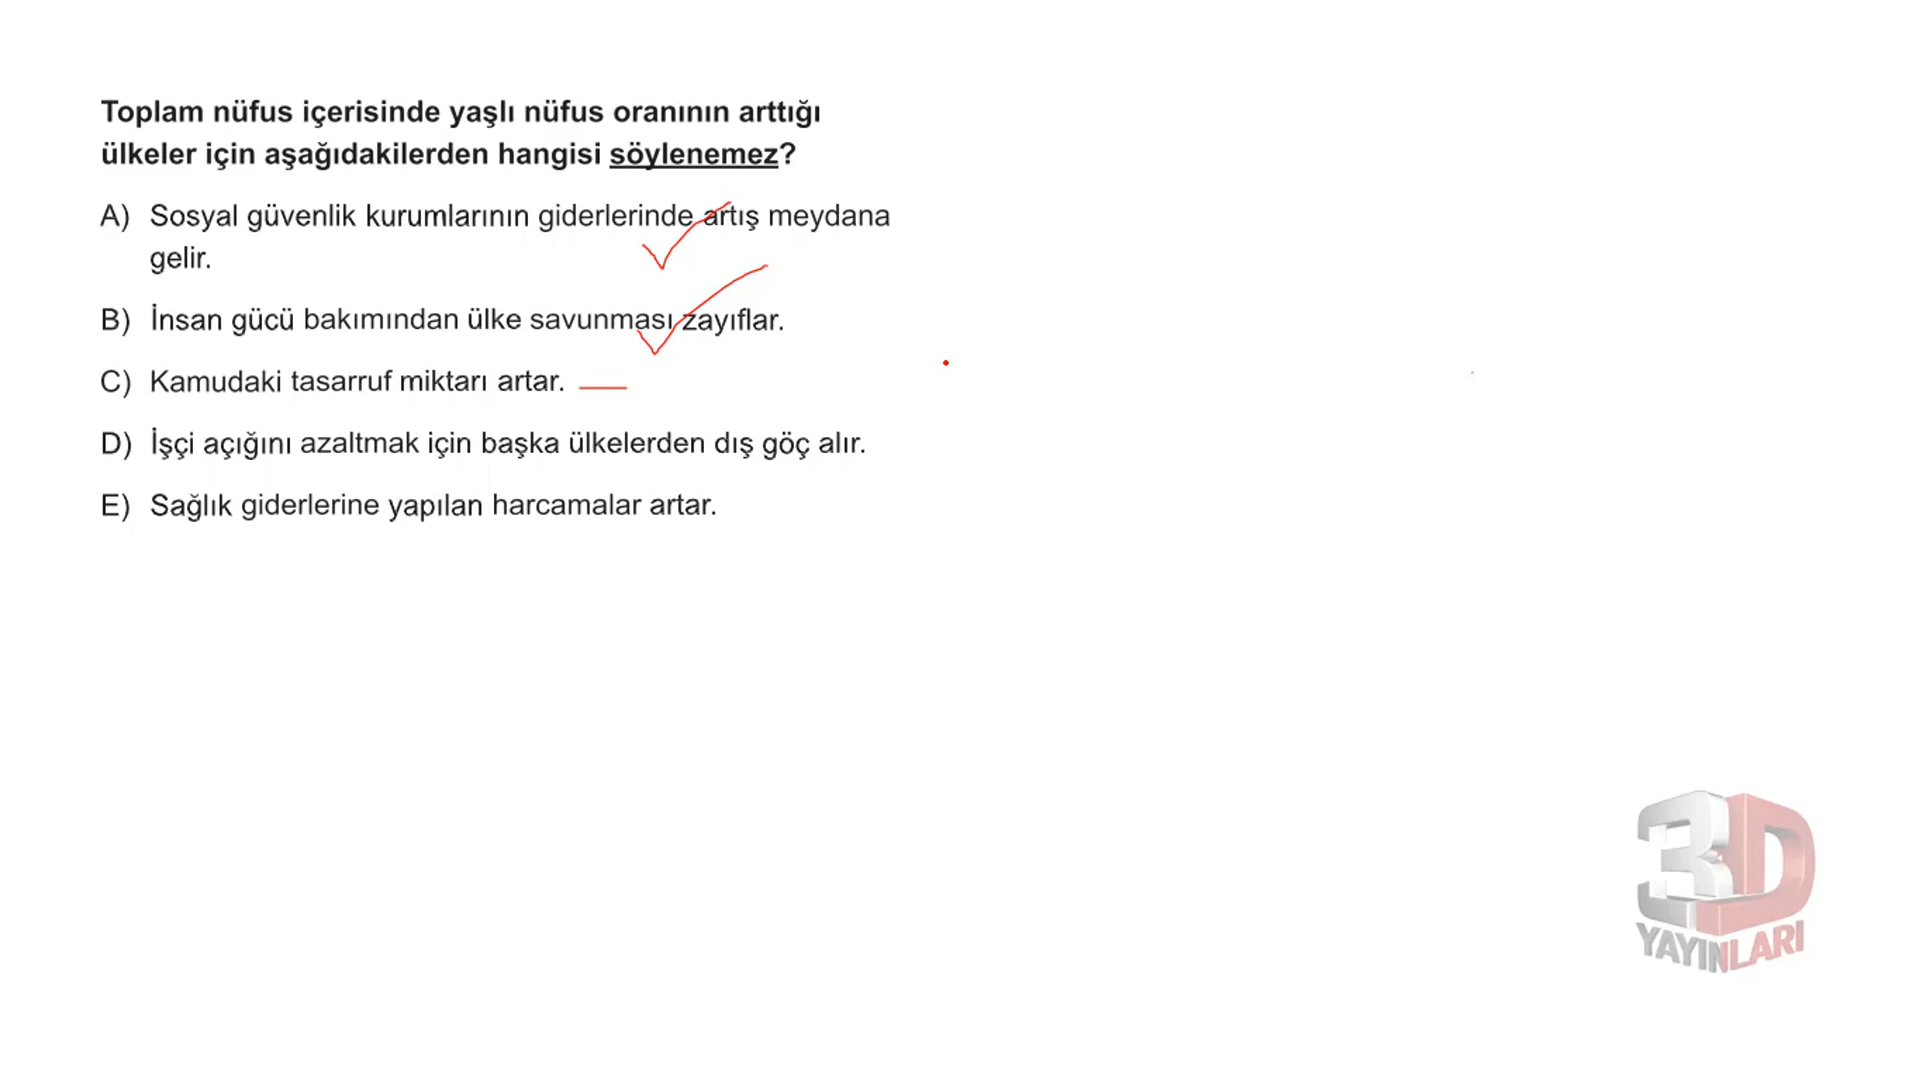 Toplam nüfus içerisinde yaşlı nüfus oranının arttığı
ülkeler için aşağıdakilerden hangisi söylenemez?
A) Sosyal güvenlik kurumlarının giderlerinde artış meydana
gelir.
B) İnsan gücü bakımından ülke savunması zayıflar.
C) Kamudaki tasarruf miktarı artar.
D) İşçi açığını azaltmak için başka ülkelerden dış göç alır.
E) Sağlık giderlerine yapılan harcamalar artar.
3D
YAYINLARI